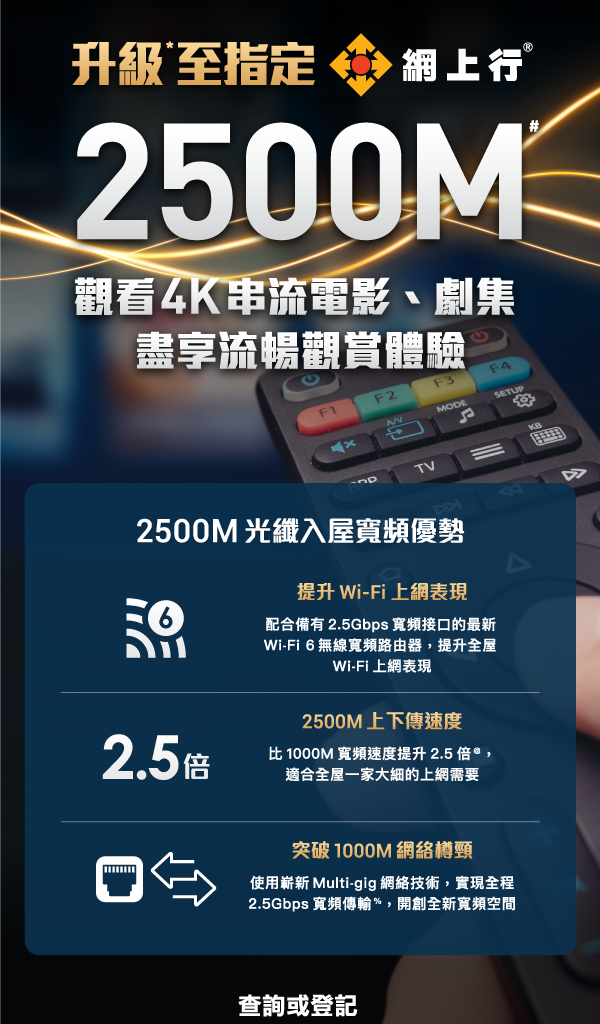 升級*至指定 網上行®
2500M#
觀看4K串流電影、劇集
盡享流暢觀賞體驗
F1 F2 F3 F4
A/V MODE SETUP
TV KB
2500M 光纖入屋寬頻優勢
6
提升 Wi-Fi 上網表現
配合備有 2.5Gbps 寬頻接口的最新
Wi-Fi 6 無線寬頻路由器，提升全屋
Wi-Fi 上網表現
2.5倍
2500M 上下傳速度
比 1000M 寬頻速度提升 2.5 倍@，
適合全屋一家大細的上網需要
突破 1000M 網絡樽頸
使用嶄新 Multi-gig 網絡技術，實現全程
2.5Gbps 寬頻傳輸%，開創全新寬頻空間
查詢或登記